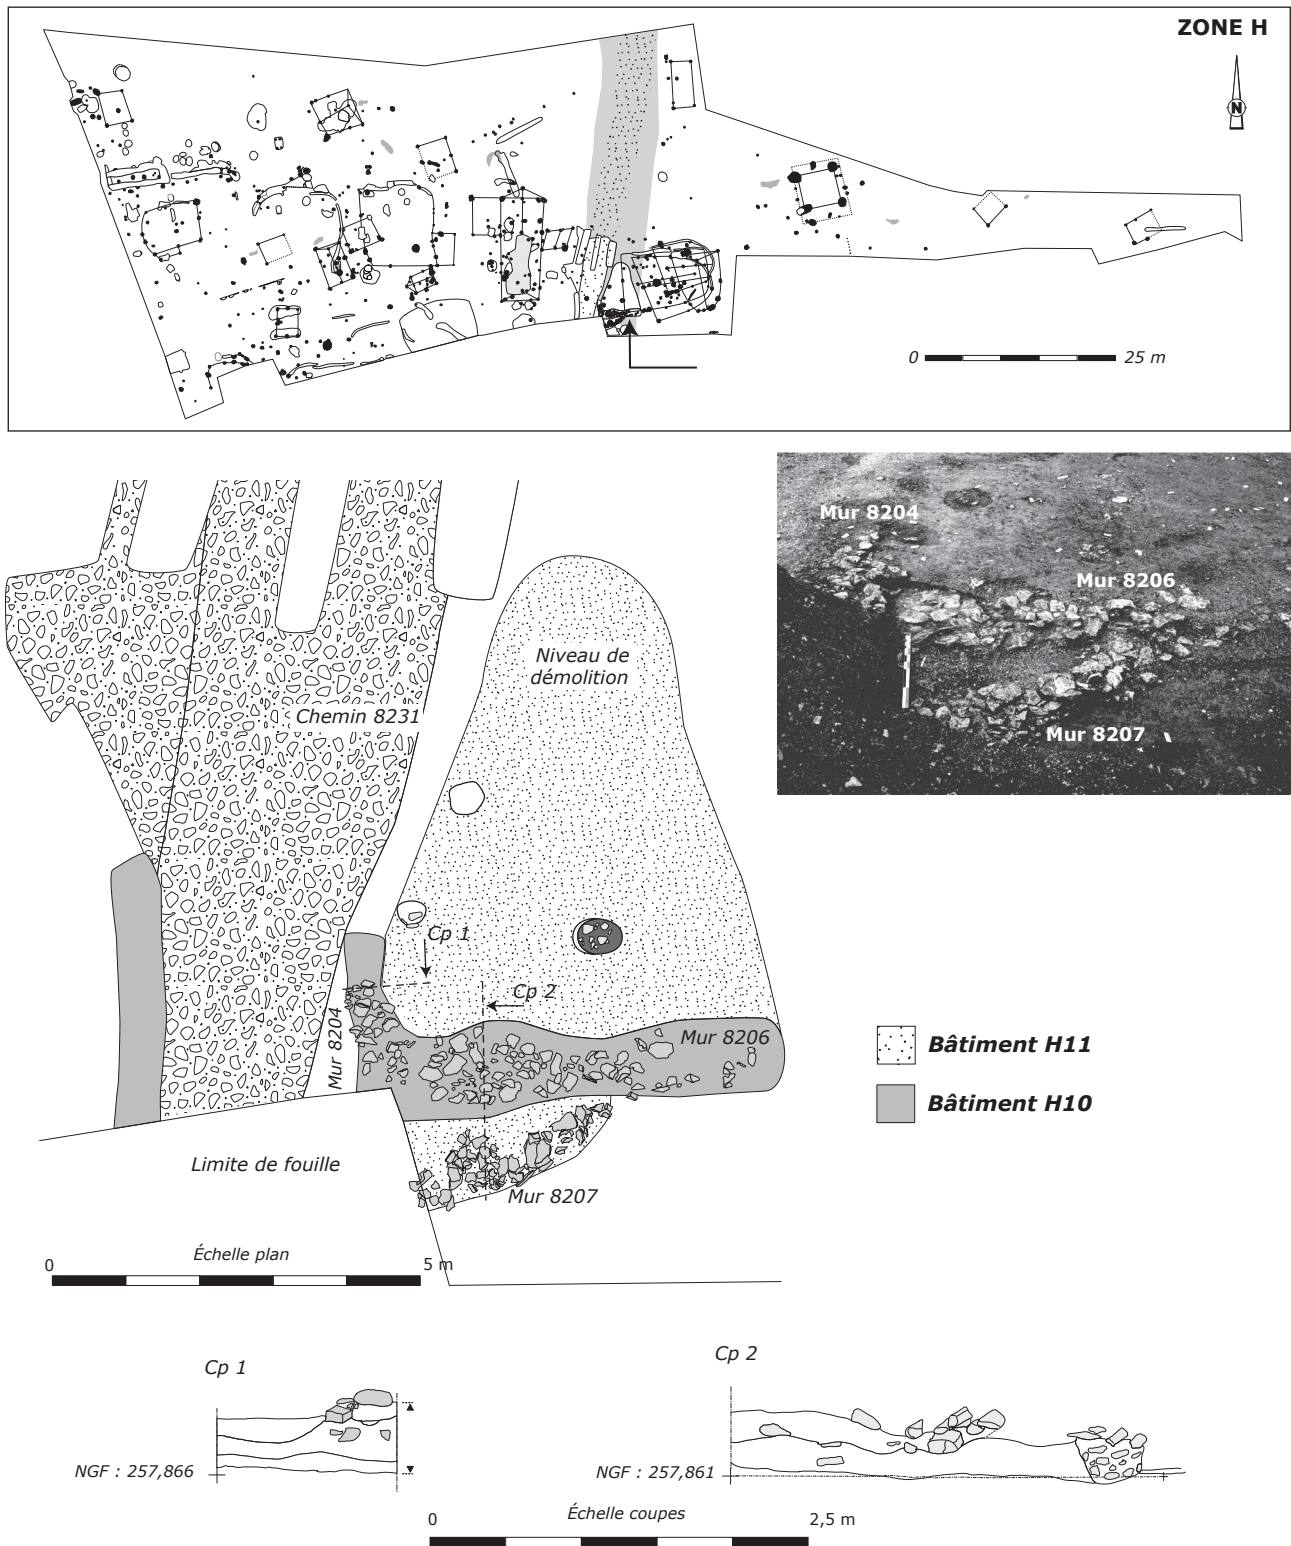 ZONE H
N
0 25 m
Mur 8204
Mur 8206
Mur 8207
Niveau de
démolition
Chemin 8231
Cp 1
Cp 2
Mur 8204
Mur 8206
Bâtiment H11
Bâtiment H10
Limite de fouille
Mur 8207
0 Échelle plan 5 m
Cp 1
Cp 2
NGF : 257,866
NGF : 257,861
0 Échelle coupes 2,5 m